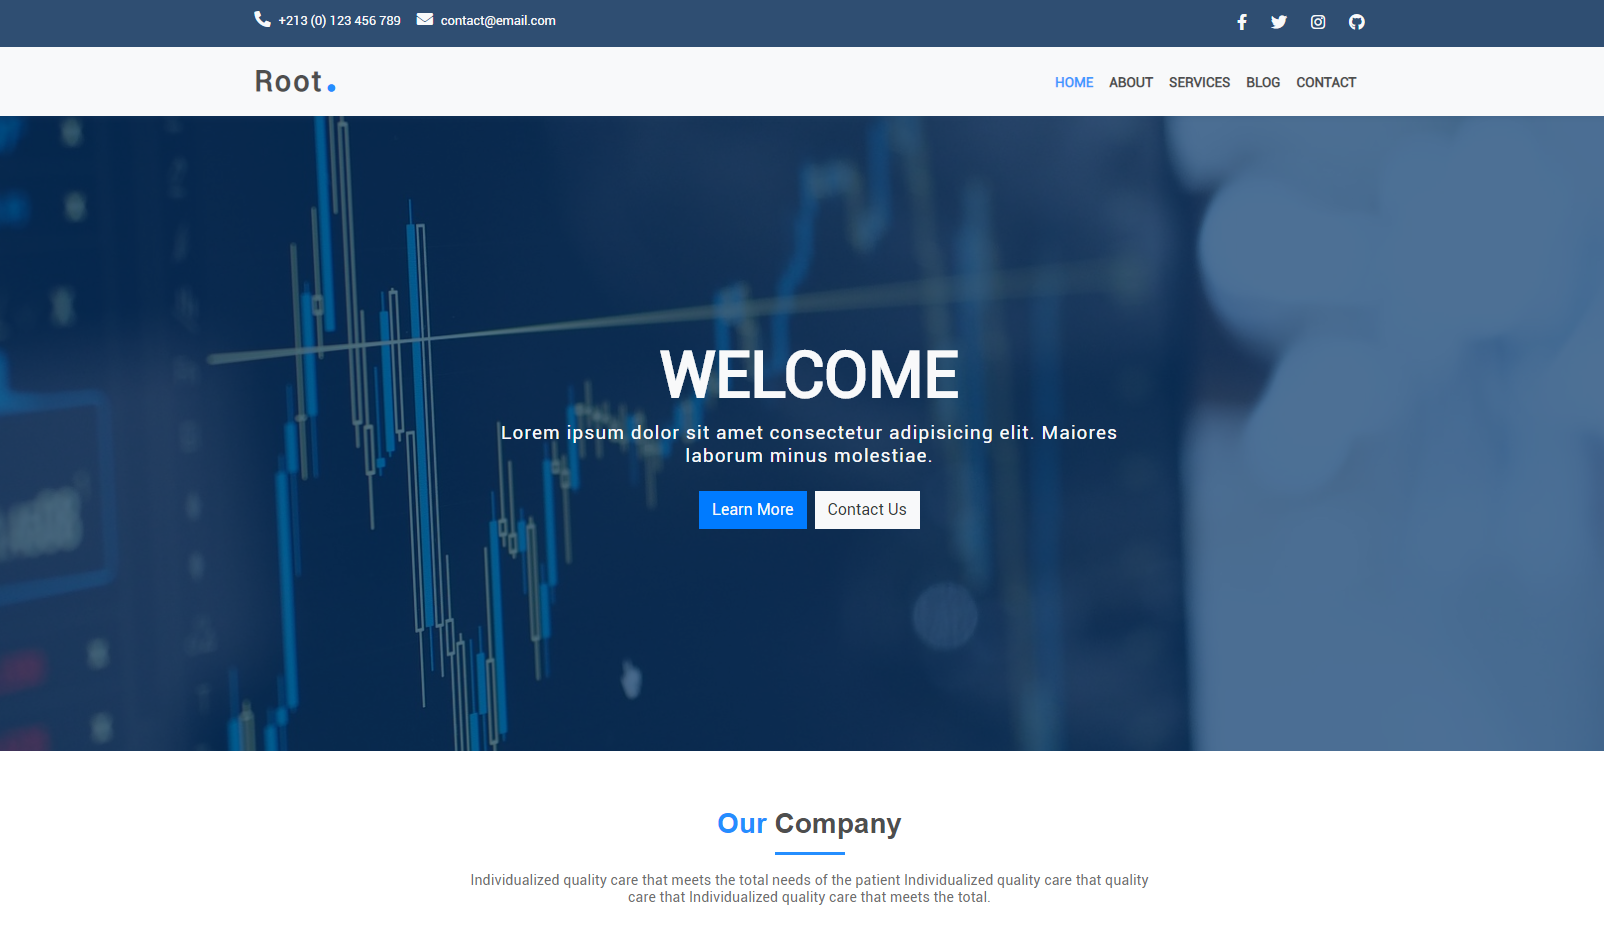 +213 (0) 123 456 789 contact@email.com
Root.
HOME ABOUT SERVICES BLOG CONTACT
WELCOME
Lorem ipsum dolor sit amet consectetur adipisicing elit. Maiores
laborum minus molestiae.
Learn More Contact Us
Our Company
Individualized quality care that meets the total needs of the patient Individualized quality care that quality
care that Individualized quality care that meets the total.